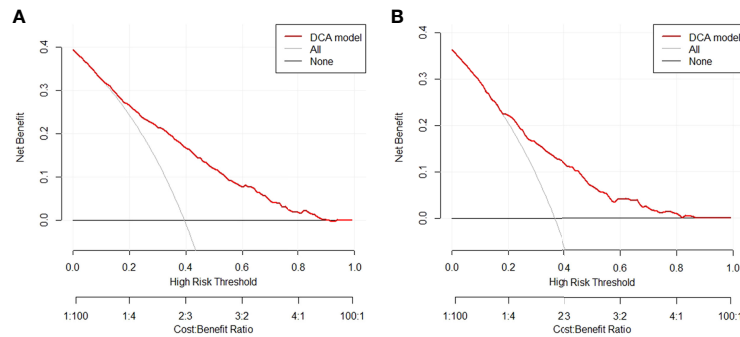 A
DCA model
All
None
Net Benefit
0.4
0.3
0.2
0.1
0.0
0.0 0.2 0.4 0.6 0.8 1.0
High Risk Threshold
1:100 1:4 2:3 3:2 4:1 100:1
Cost:Benefit Ratio
B
DCA model
All
None
Net Benefit
0.4
0.3
0.2
0.1
0.0
0.0 0.2 0.4 0.6 0.8 1.0
High Risk Threshold
1:100 1:4 2:3 3:2 4:1 100:1
Cost:Benefit Ratio